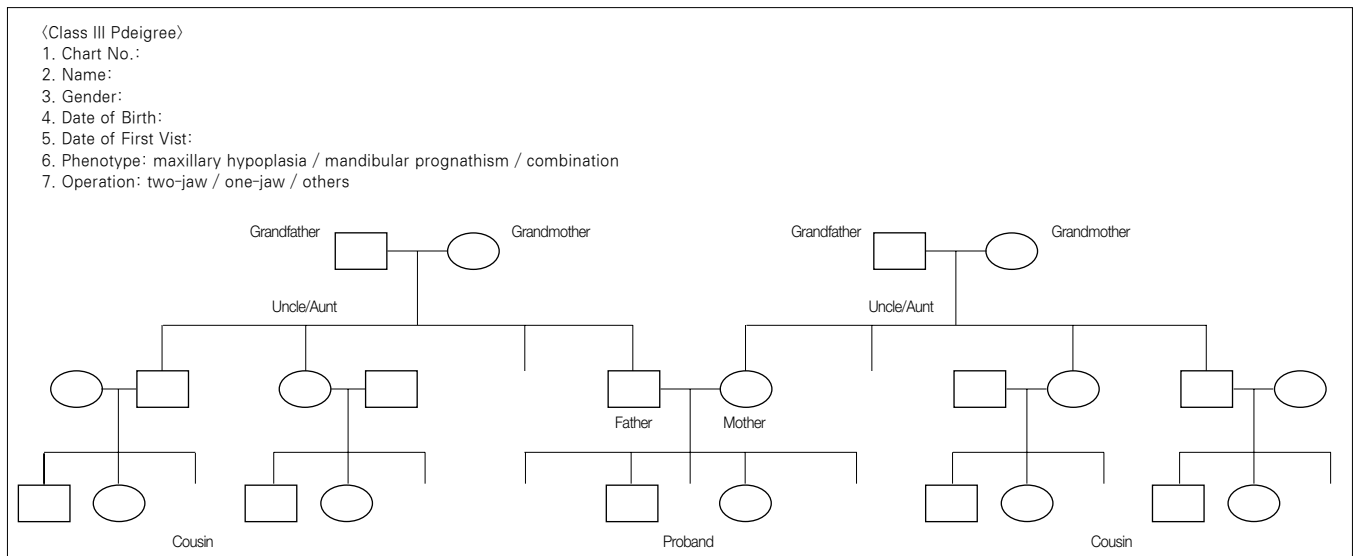 〈Class III Pdeigree〉
1. Chart No.:
2. Name:
3. Gender:
4. Date of Birth:
5. Date of First Vist:
6. Phenotype: maxillary hypoplasia / mandibular prognathism / combination
7. Operation: two-jaw / one-jaw / others
Grandfather Grandmother Grandfather Grandmother
Uncle/Aunt Uncle/Aunt
Father Mother
Cousin Proband Cousin